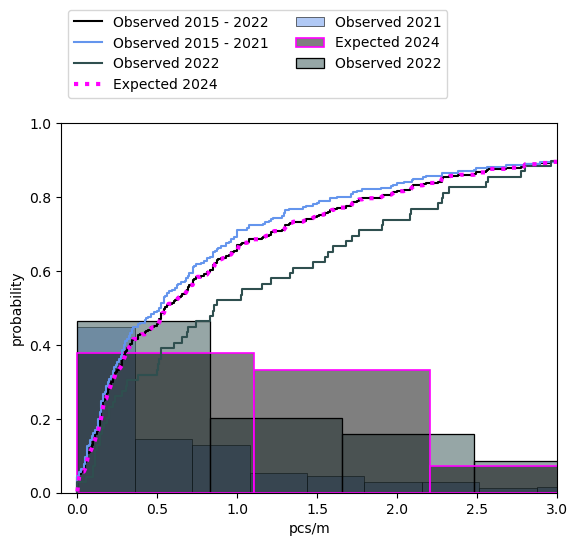 Observed 2015 - 2022
Observed 2015 - 2021
Observed 2022
Expected 2024
Observed 2021
Expected 2024
Observed 2022
1.0
0.8
0.6
0.4
0.2
0.0
probability
0.0 0.5 1.0 1.5 2.0 2.5 3.0
pcs/m